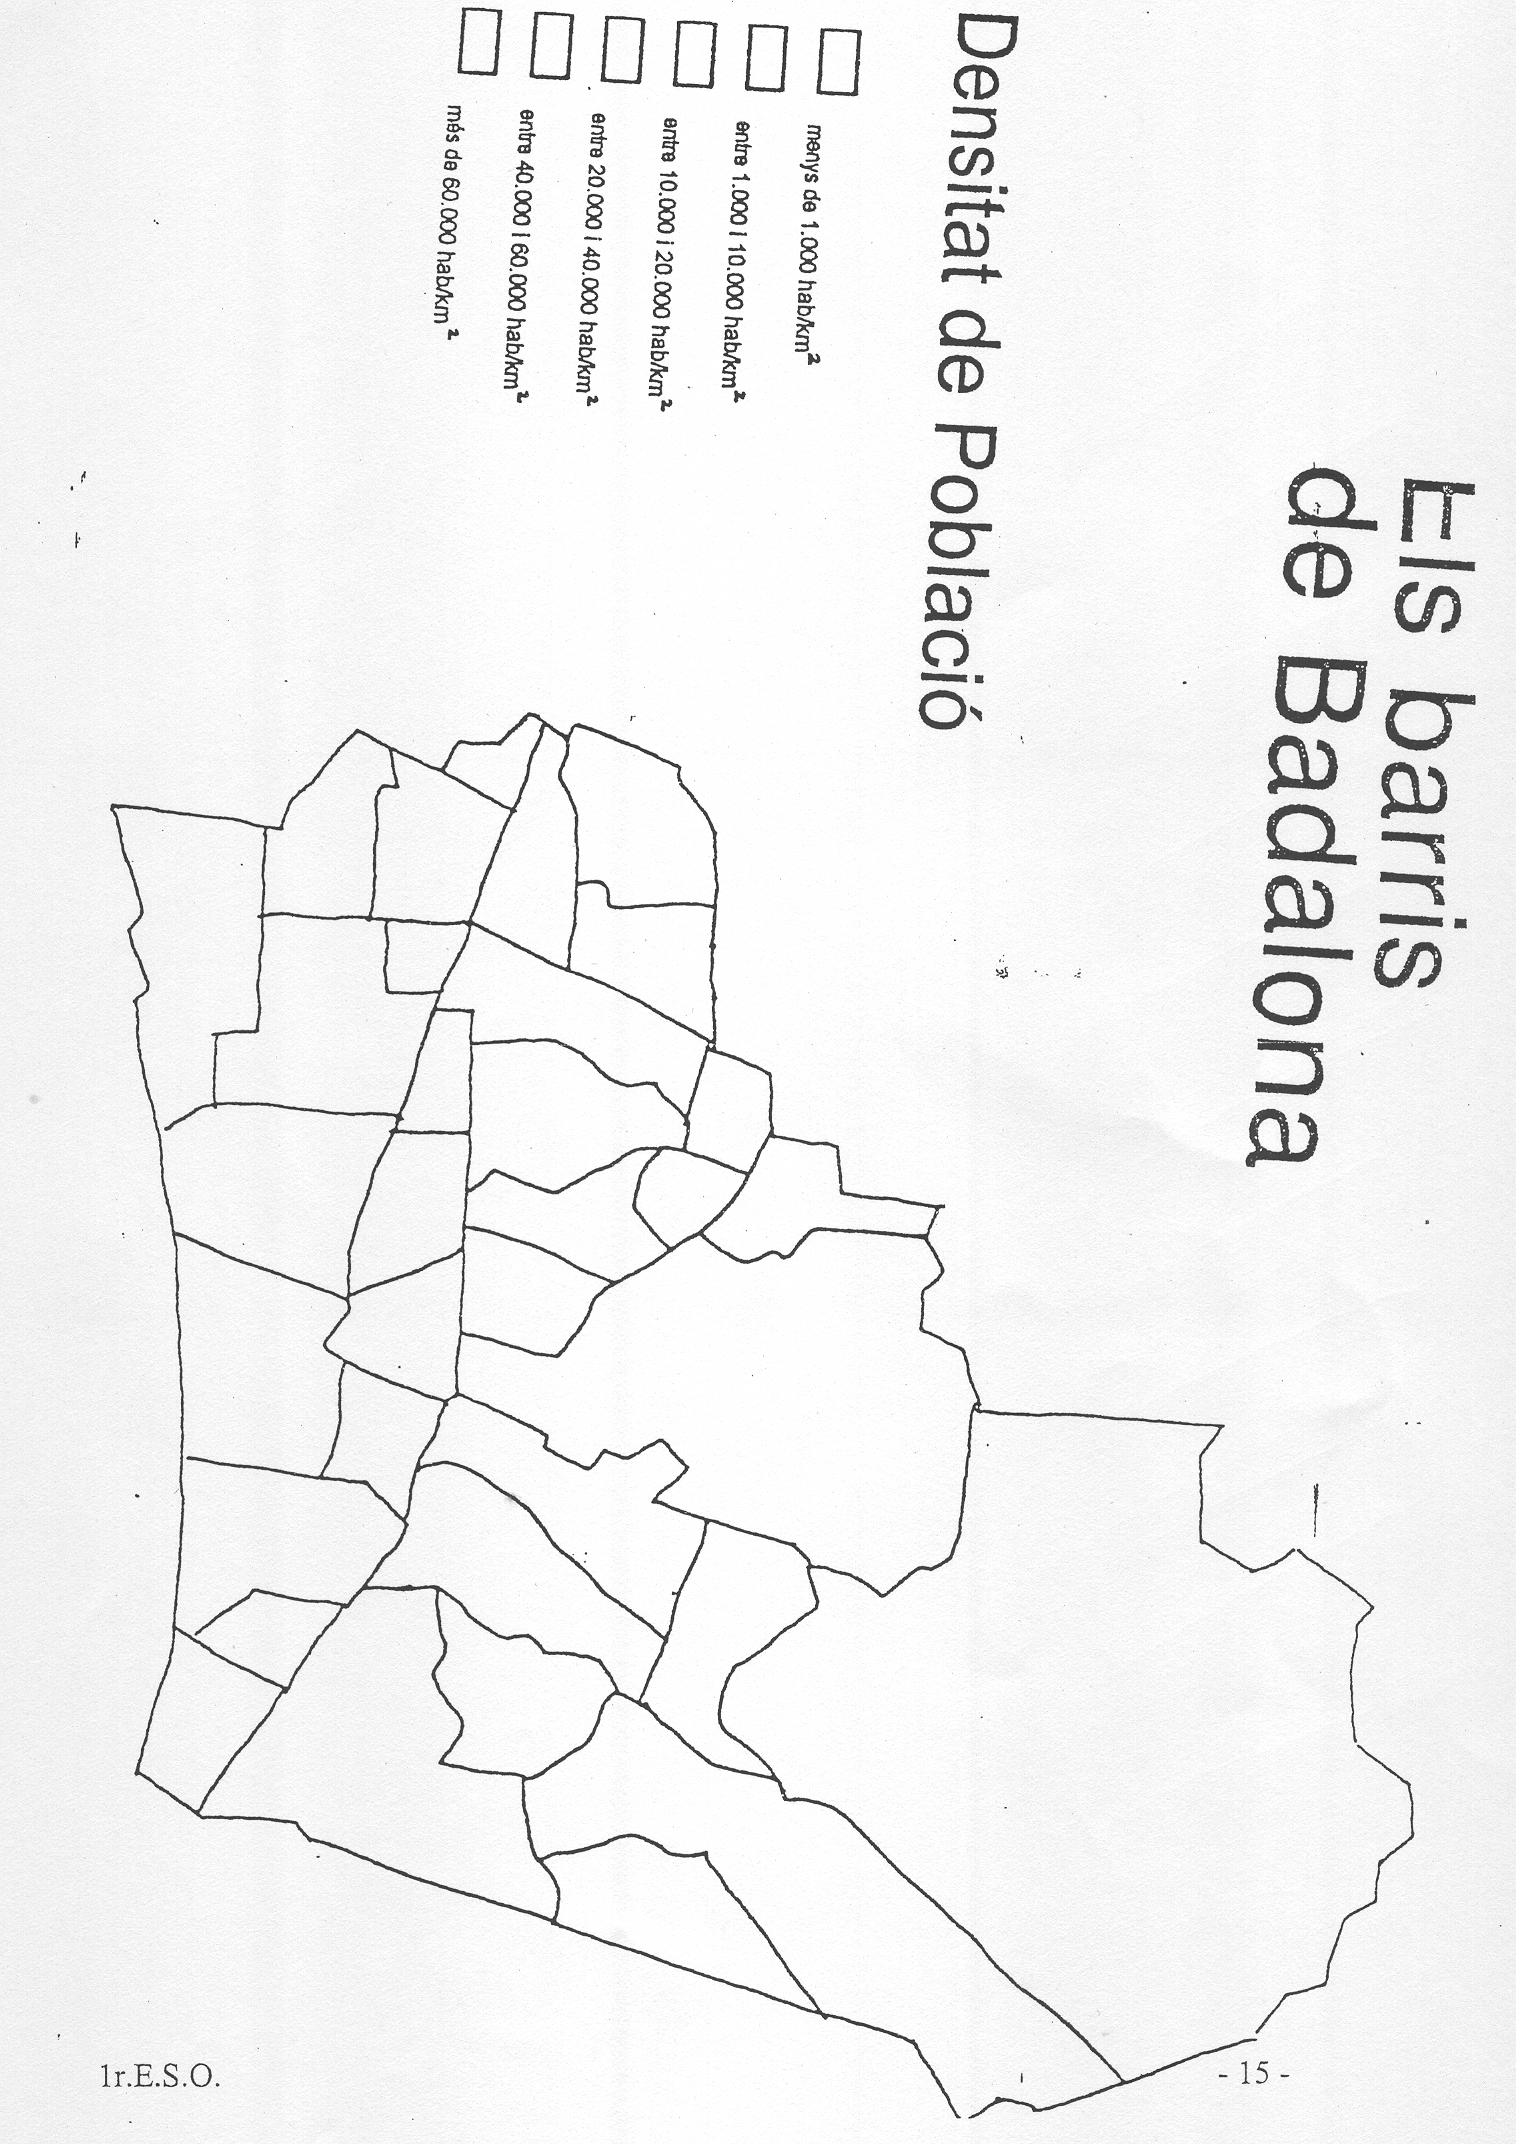 Els barris
de Badalona
Densitat de Població
menys de 1.000 hab/km²
entre 1.000 i 10.000 hab/km²
entre 10.000 i 20.000 hab/km²
entre 20.000 i 40.000 hab/km²
entre 40.000 i 60.000 hab/km²
més de 60.000 hab/km²
1r.E.S.O.
- 15 -